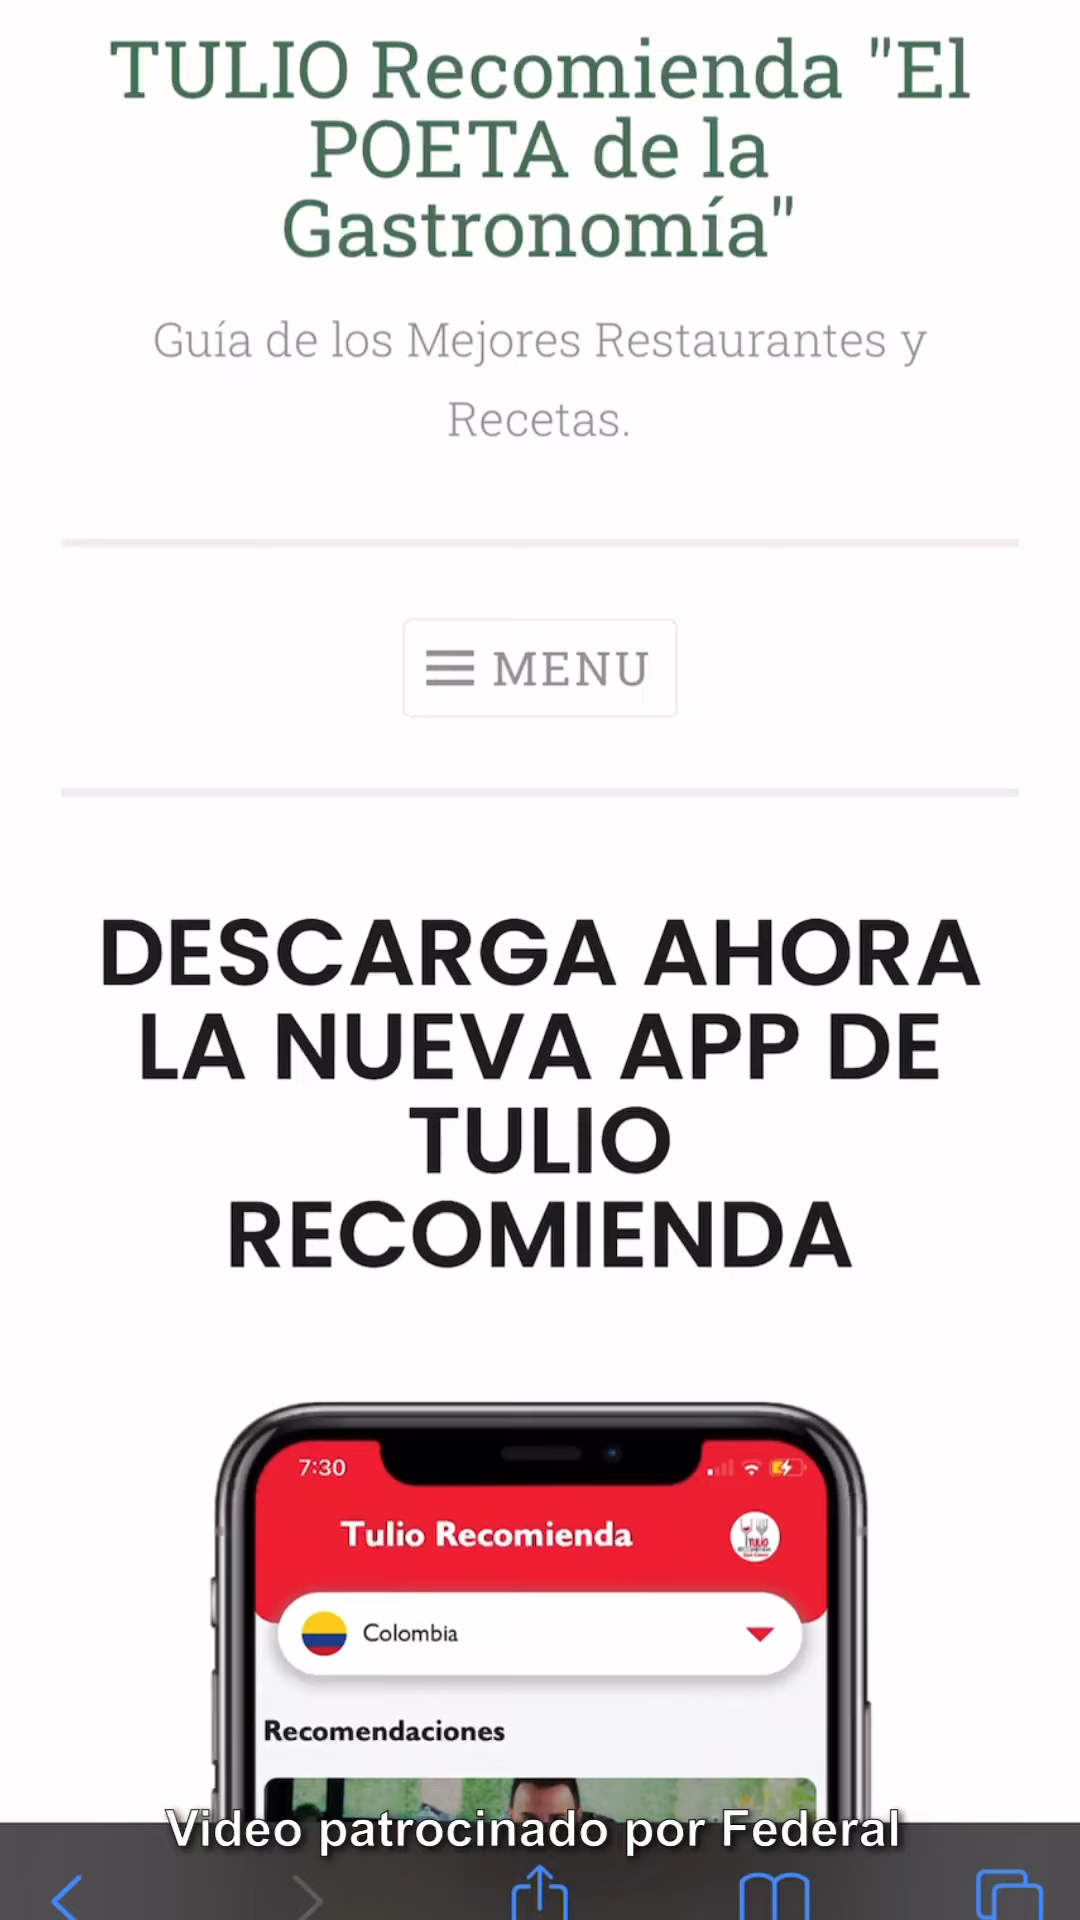 TULIO Recomienda "El
POETA de la
Gastronomía"
Guía de los Mejores Restaurantes y
Recetas.
MENU
DESCARGA AHORA
LA NUEVA APP DE
TULIO
RECOMIENDA
7:30
Tulio Recomienda
TULIO
Colombia
Recomendaciones
Video patrocinado por Federal